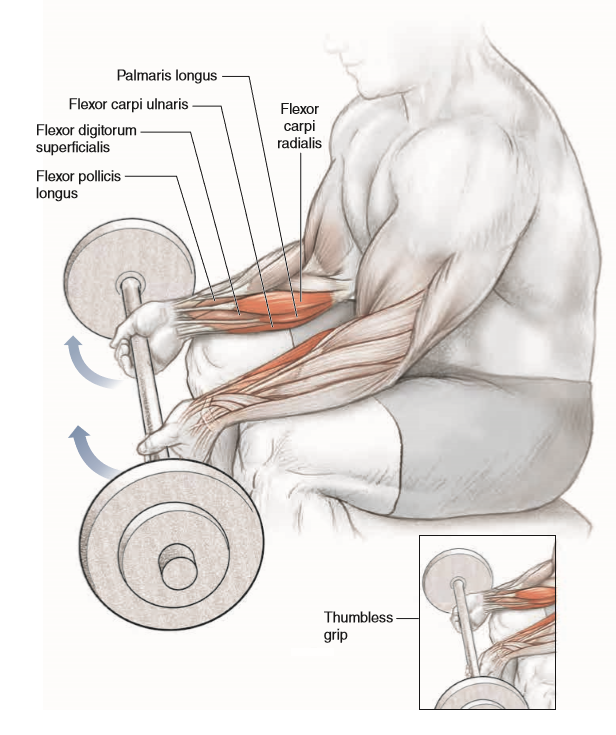 Palmaris longus
Flexor carpi ulnaris
Flexor digitorum
superficialis
Flexor pollicis
longus
Flexor
carpi
radialis
Thumbless
grip